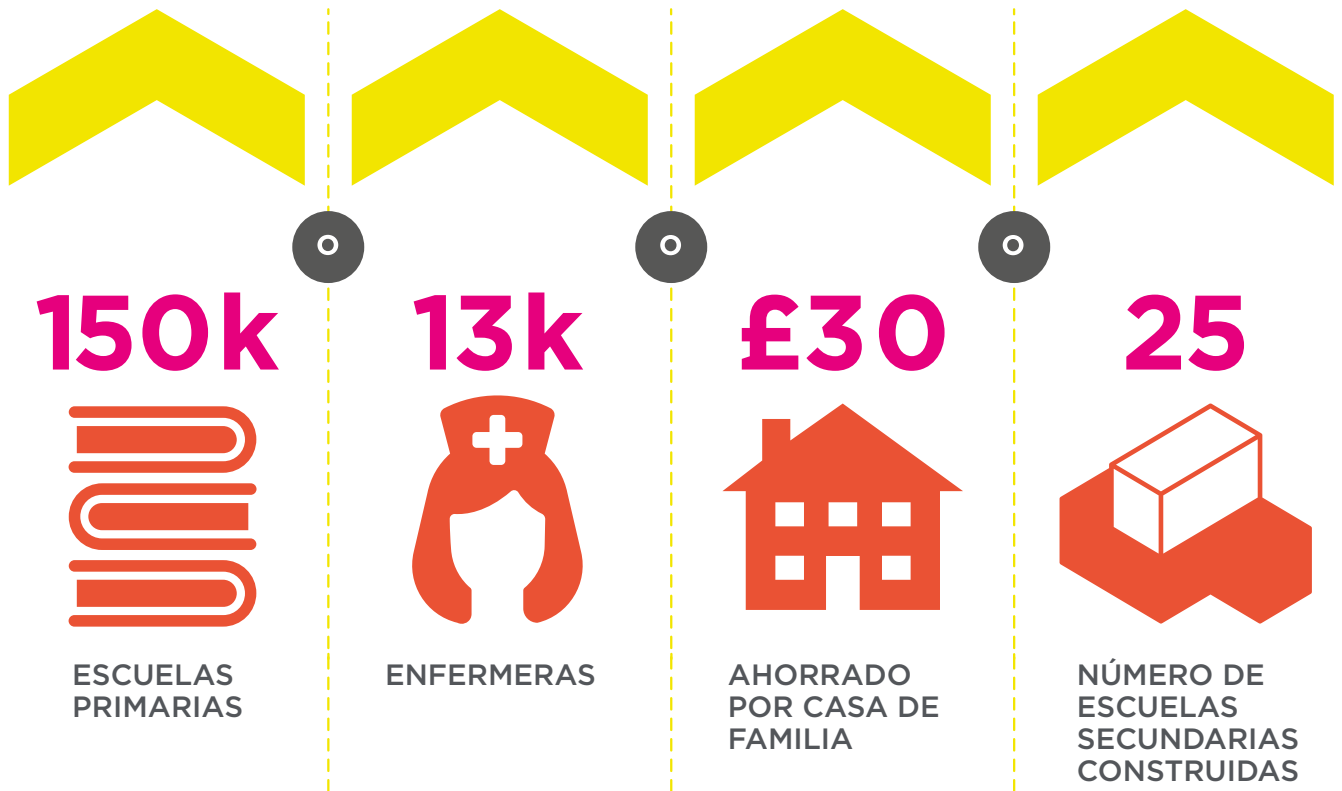 150k
ESCUELAS
PRIMARIAS
13k
ENFERMERAS
£30
AHORRADO
POR CASA DE
FAMILIA
25
NÚMERO DE
ESCUELAS
SECUNDARIAS
CONSTRUIDAS